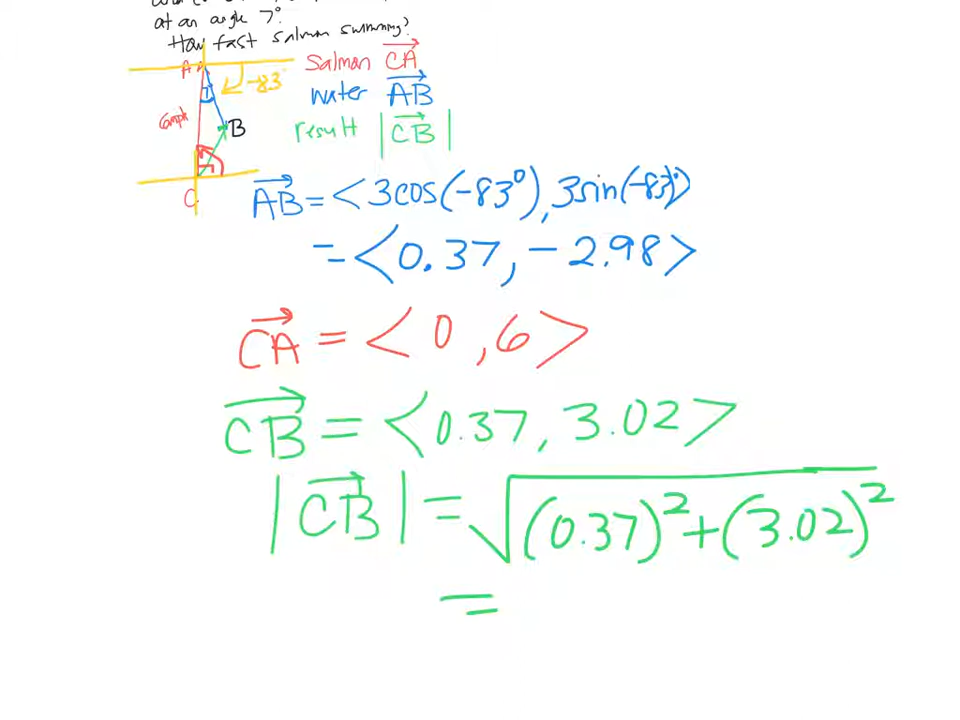 at an angle 7°.
How fast salmon swimming?
A
-83°
Salmon CA
water AB
6mph
B
result |CB|
C
AB = <3cos(-83°), 3sin(-83°)>
= <0.37, -2.98>
CA = <0, 6>
CB = <0.37, 3.02>
|CB| = √(0.37)²+(3.02)²
=